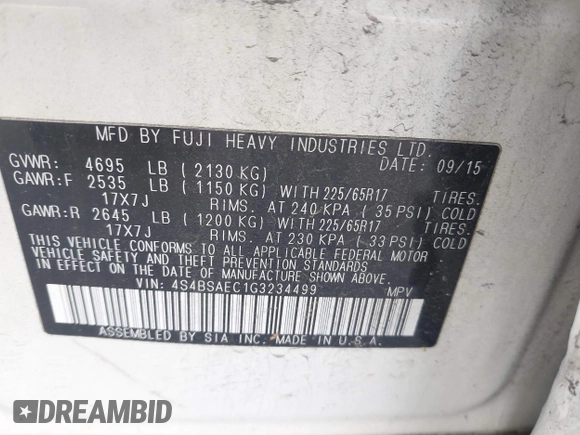 MFD BY FUJI HEAVY INDUSTRIES LTD.
GVWR: 4695 LB (2130 KG) DATE: 09/15
GAWR:F 2535 LB (1150 KG) WITH 225/65R17 TIRES.
17X7J RIMS. AT 240 KPA (35 PSI) COLD
GAWR:R 2645 LB (1200 KG) WITH 225/65R17 TIRES.
17X7J RIMS. AT 230 KPA (33 PSI) COLD
THIS VEHICLE CONFORMS TO ALL APPLICABLE FEDERAL MOTOR
VEHICLE SAFETY AND THEFT PREVENTION STANDARDS
IN EFFECT ON THE DATE OF MANUFACTURE SHOWN ABOVE.
VIN: 4S4BSAEC1G3234499 MPV
ASSEMBLED BY SIA INC. MADE IN U.S.A.
DREAMBID